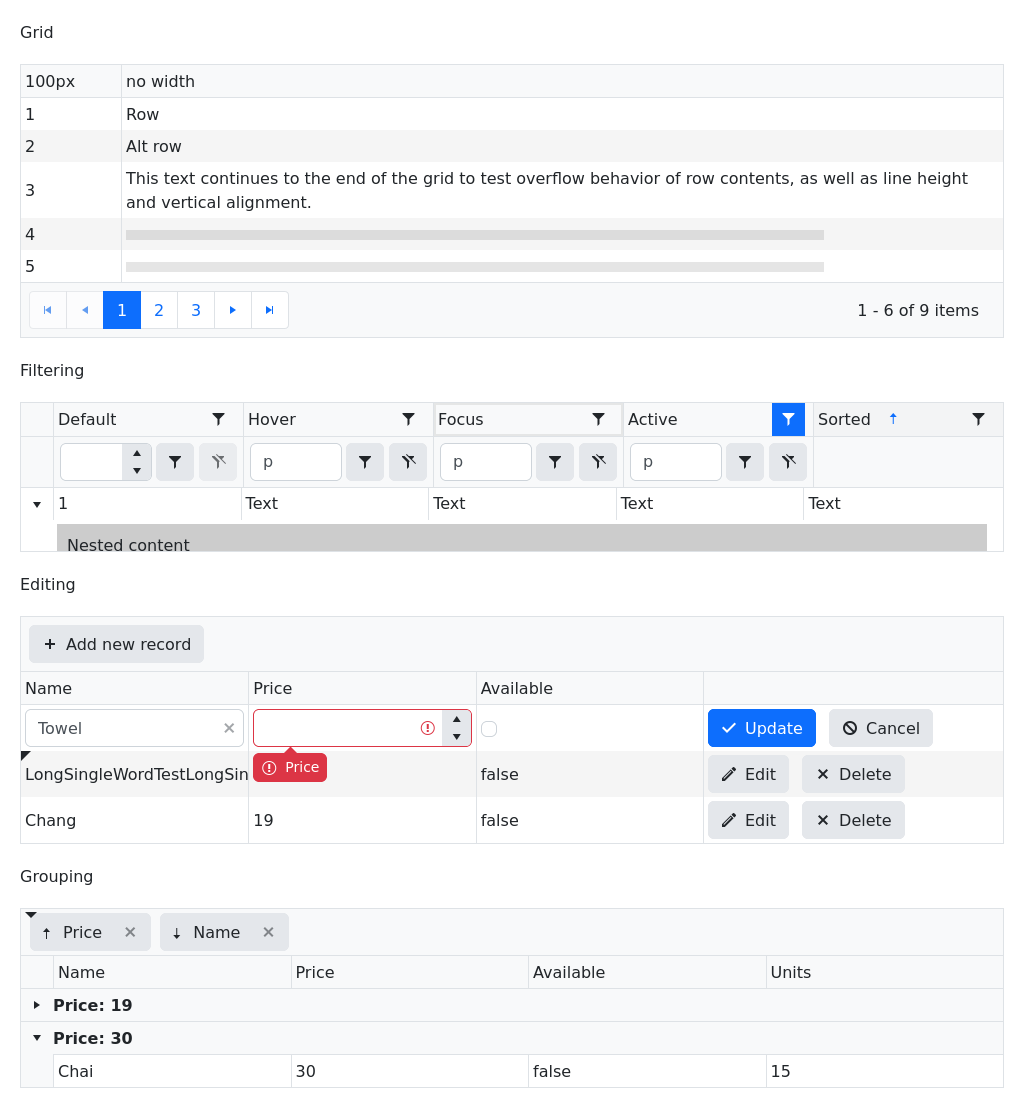 Grid
100px no width
1 Row
2 Alt row
3 This text continues to the end of the grid to test overflow behavior of row contents, as well as line height
and vertical alignment.
4
5
1 2 3 1 - 6 of 9 items
Filtering
Default Hover Focus Active Sorted
p p p
1 Text Text Text Text
Nested content
Editing
Add new record
Name Price Available
Towel Update Cancel
Price
LongSingleWordTestLongSin false Edit Delete
Chang 19 false Edit Delete
Grouping
Price Name
Name Price Available Units
Price: 19
Price: 30
Chai 30 false 15